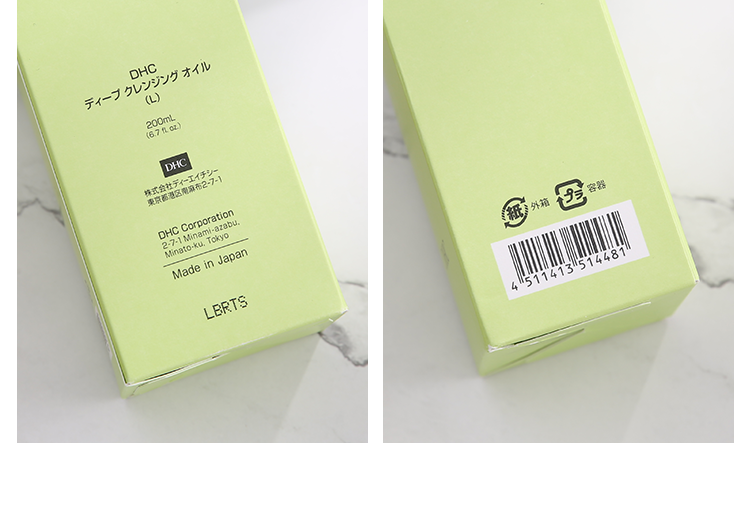 DHC
ディープ クレンジング オイル
(L)
200mL
(6.7 fl. oz.)
DHC
株式会社ディーエイチシー
東京都港区南麻布2-7-1
DHC Corporation
2-7-1 Minami-azabu,
Minato-ku, Tokyo
Made in Japan
LBRTS
紙 外箱 プラ 容器
4 511413 514481